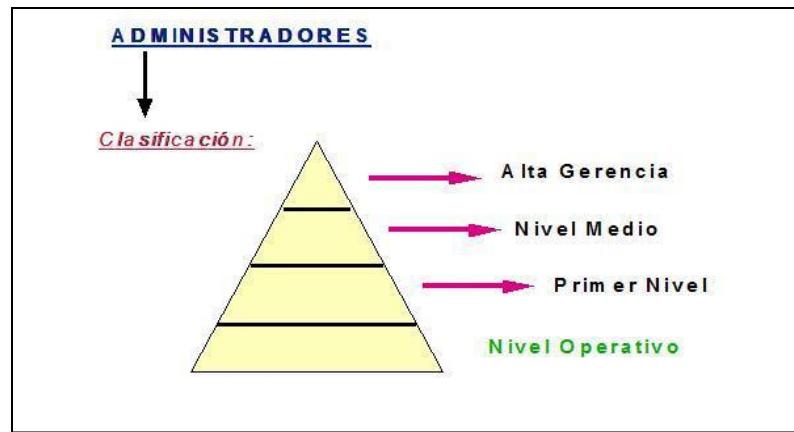 ADMINISTRADORES
Clasificación:
Alta Gerencia
Nivel Medio
Primer Nivel
Nivel Operativo